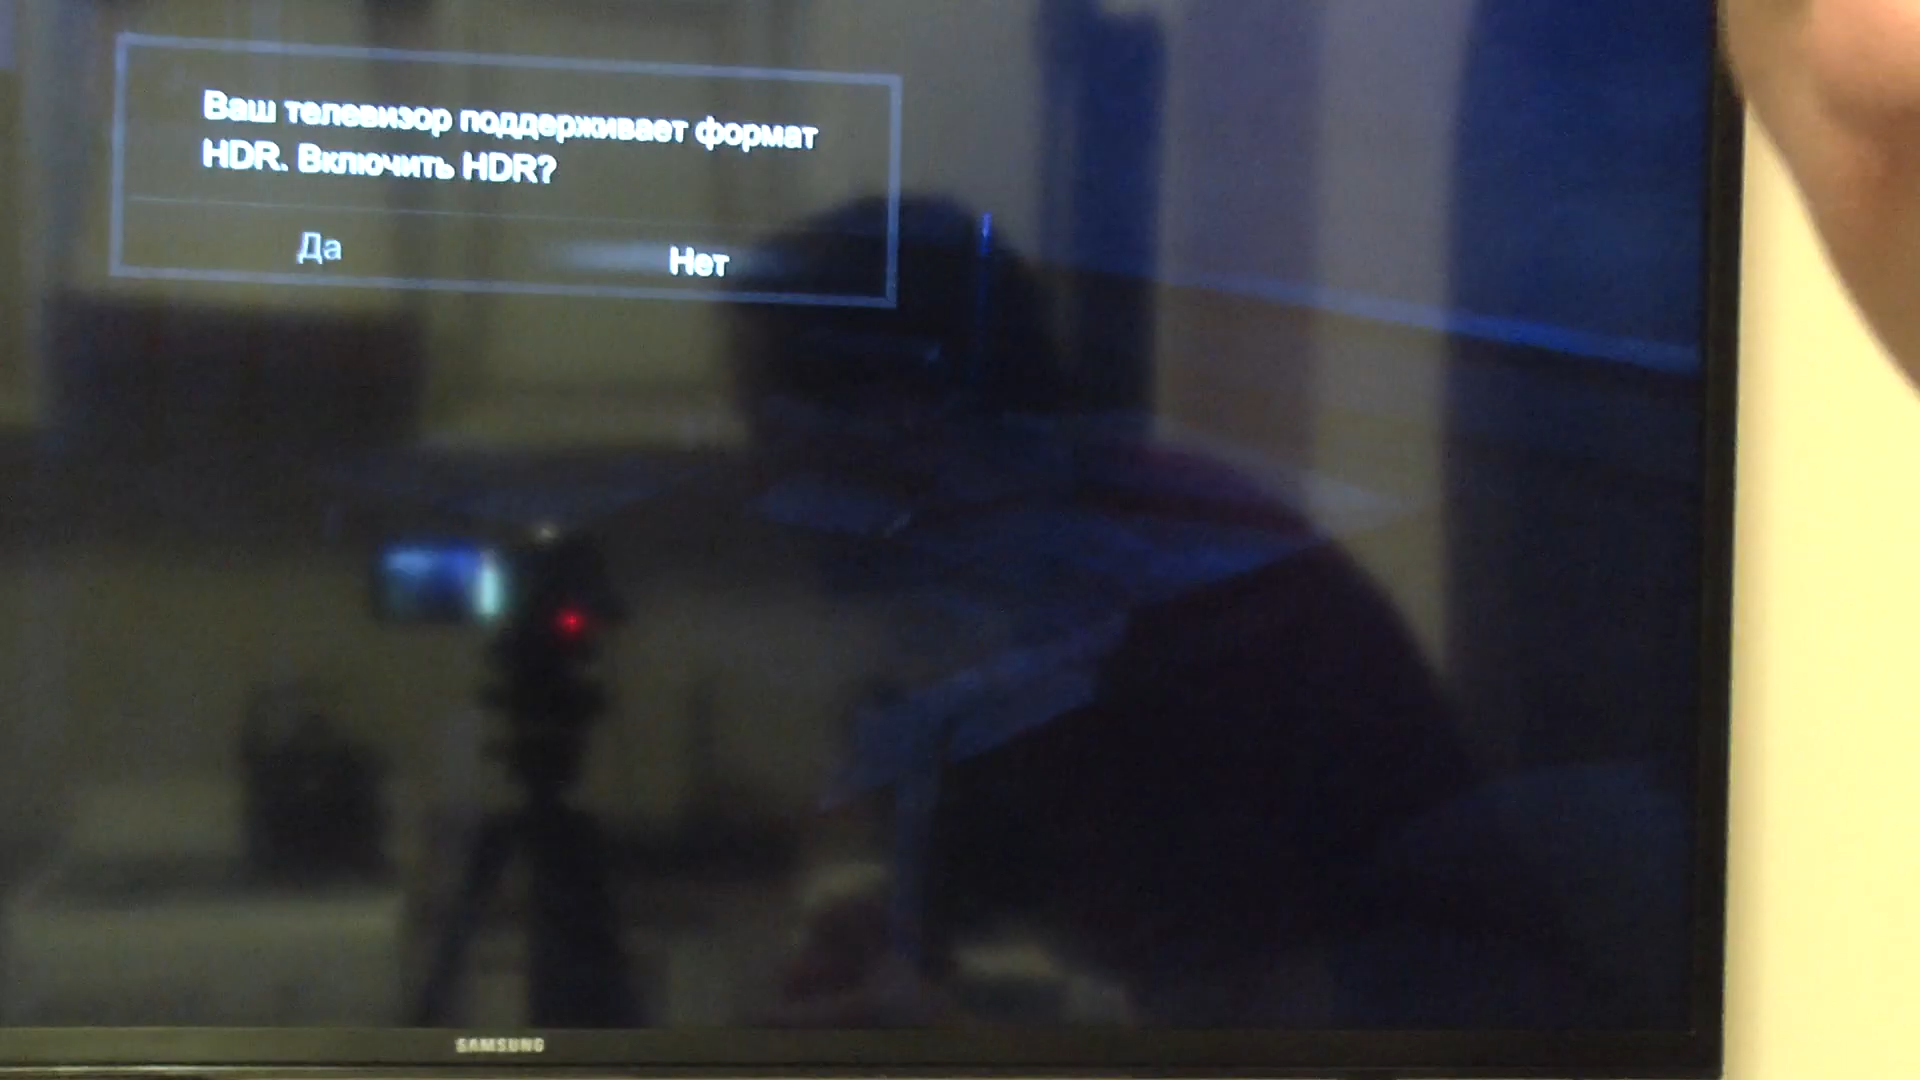 Ваш телевизор поддерживает формат
HDR. Включить HDR?
Да Нет
SAMSUNG